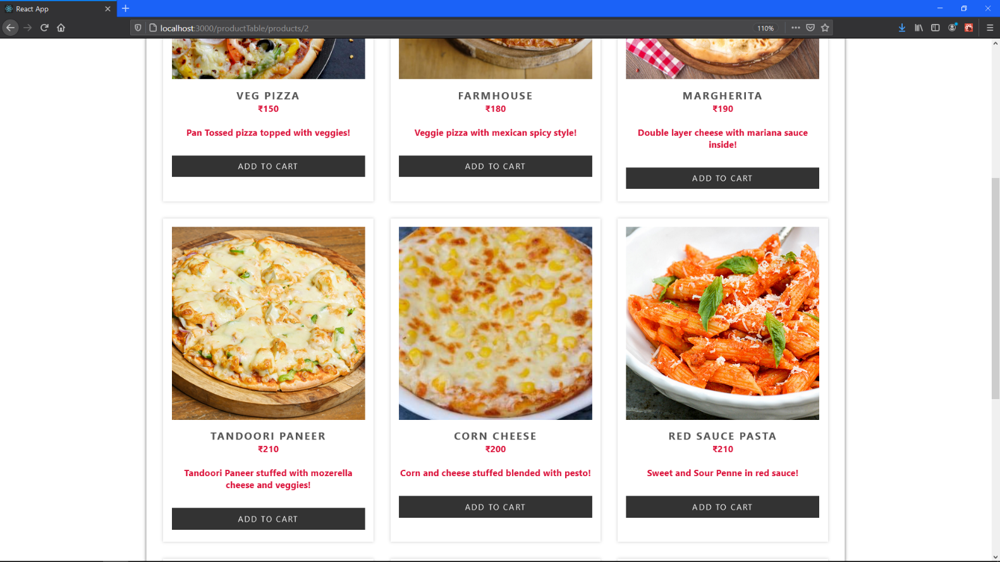 React App
localhost:3000/productTable/products/2
110%
VEG PIZZA
₹150
Pan Tossed pizza topped with veggies!
ADD TO CART
FARMHOUSE
₹180
Veggie pizza with mexican spicy style!
ADD TO CART
MARGHERITA
₹190
Double layer cheese with mariana sauce
inside!
ADD TO CART
TANDOORI PANEER
₹210
Tandoori Paneer stuffed with mozerella
cheese and veggies!
ADD TO CART
CORN CHEESE
₹200
Corn and cheese stuffed blended with pesto!
ADD TO CART
RED SAUCE PASTA
₹210
Sweet and Sour Penne in red sauce!
ADD TO CART